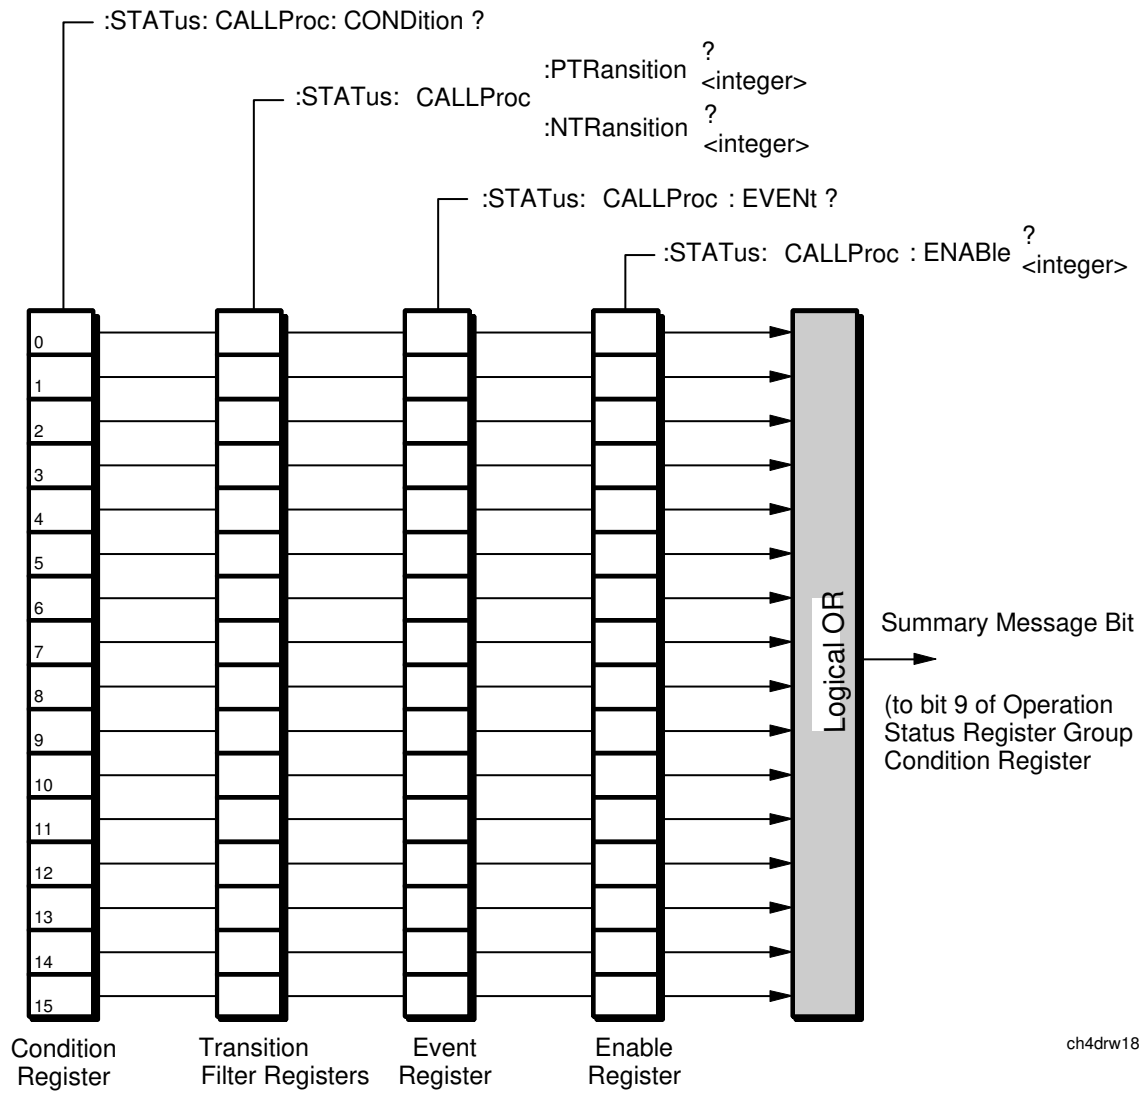 :STATus: CALLProc: CONDition ?
?
:PTRansition
<integer>
:STATus: CALLProc
?
:NTRansition
<integer>
:STATus: CALLProc : EVENt ?
?
:STATus: CALLProc : ENABle
<integer>
0
1
2
3
4
5
6
7
8
9
10
11
12
13
14
15
Logical OR
Summary Message Bit
(to bit 9 of Operation
Status Register Group
Condition Register
Condition
Register
Transition
Filter Registers
Event
Register
Enable
Register
ch4drw18